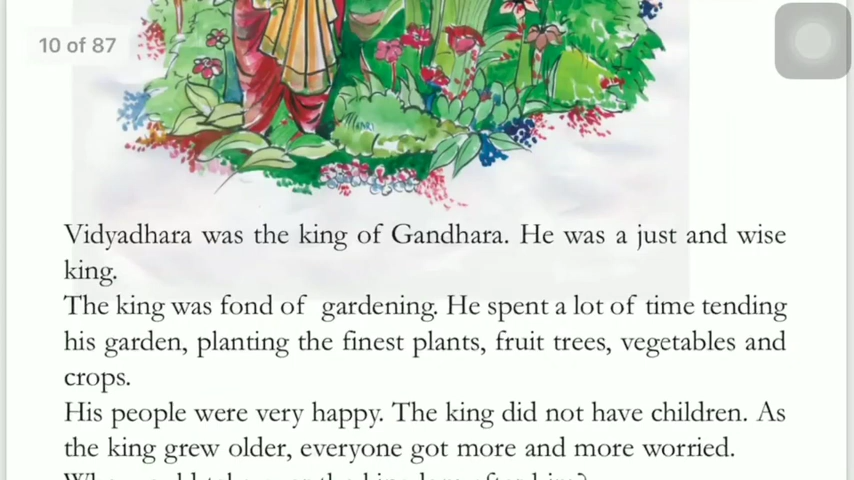 10 of 87
Vidyadhara was the king of Gandhara. He was a just and wise
king.
The king was fond of gardening. He spent a lot of time tending
his garden, planting the finest plants, fruit trees, vegetables and
crops.
His people were very happy. The king did not have children. As
the king grew older, everyone got more and more worried.